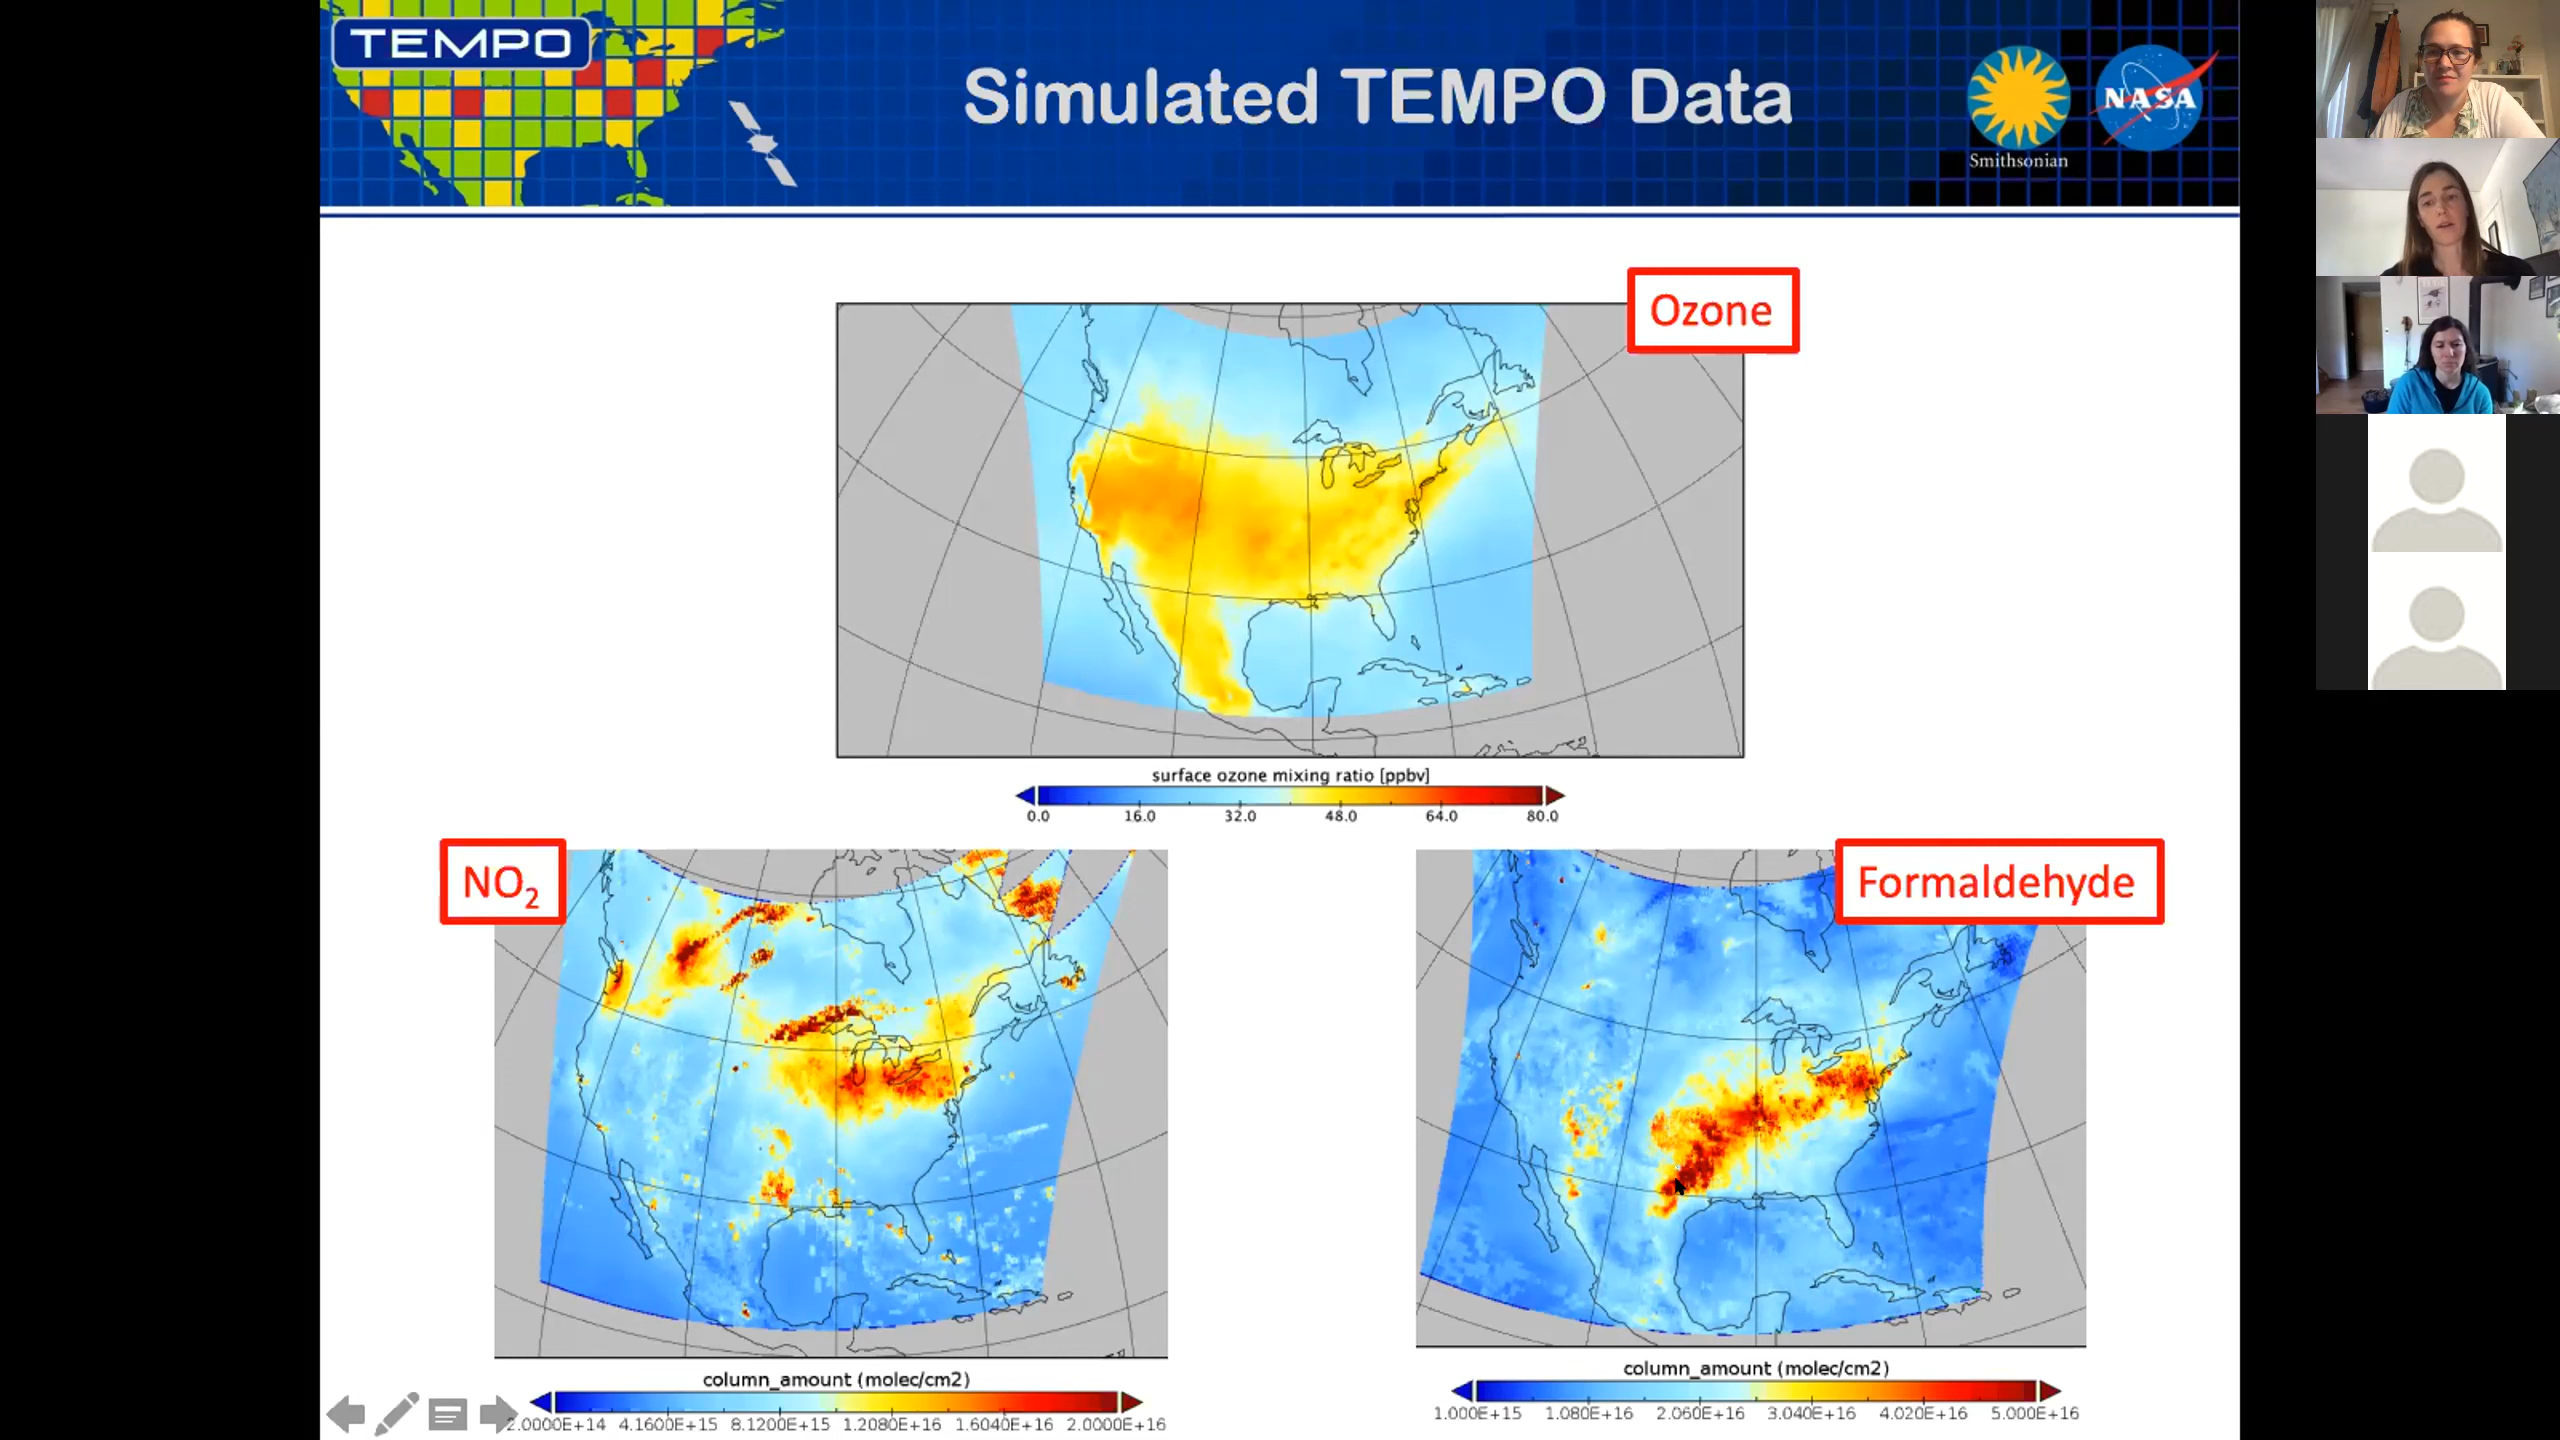 TEMPO
Simulated TEMPO Data
Smithsonian
NASA
Ozone
surface ozone mixing ratio [ppbv]
0.0 16.0 32.0 48.0 64.0 80.0
NO2
column_amount (molec/cm2)
2.0000E+14 4.1600E+15 8.1200E+15 1.2080E+16 1.6040E+16 2.0000E+16
Formaldehyde
column_amount (molec/cm2)
1.000E+15 1.080E+16 2.060E+16 3.040E+16 4.020E+16 5.000E+16